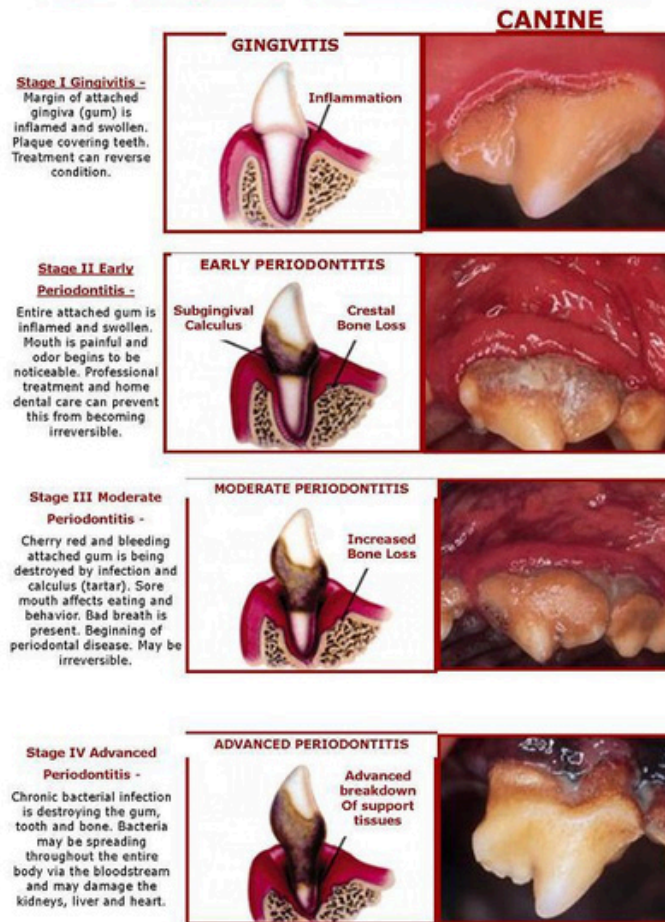 CANINE
GINGIVITIS
Stage I Gingivitis -
Margin of attached
gingiva (gum) is
inflamed and swollen.
Plaque covering teeth.
Treatment can reverse
condition.
Inflammation
EARLY PERIODONTITIS
Stage II Early
Periodontitis -
Entire attached gum is
inflamed and swollen.
Mouth is painful and
odor begins to be
noticeable. Professional
treatment and home
dental care can prevent
this from becoming
irreversible.
Subgingival
Calculus
Crestal
Bone Loss
MODERATE PERIODONTITIS
Stage III Moderate
Periodontitis -
Cherry red and bleeding
attached gum is being
destroyed by infection and
calculus (tartar). Sore
mouth affects eating and
behavior. Bad breath is
present. Beginning of
periodontal disease. May be
irreversible.
Increased
Bone Loss
ADVANCED PERIODONTITIS
Stage IV Advanced
Periodontitis -
Chronic bacterial infection
is destroying the gum,
tooth and bone. Bacteria
may be spreading
throughout the entire
body via the bloodstream
and may damage the
kidneys, liver and heart.
Advanced
breakdown
Of support
tissues